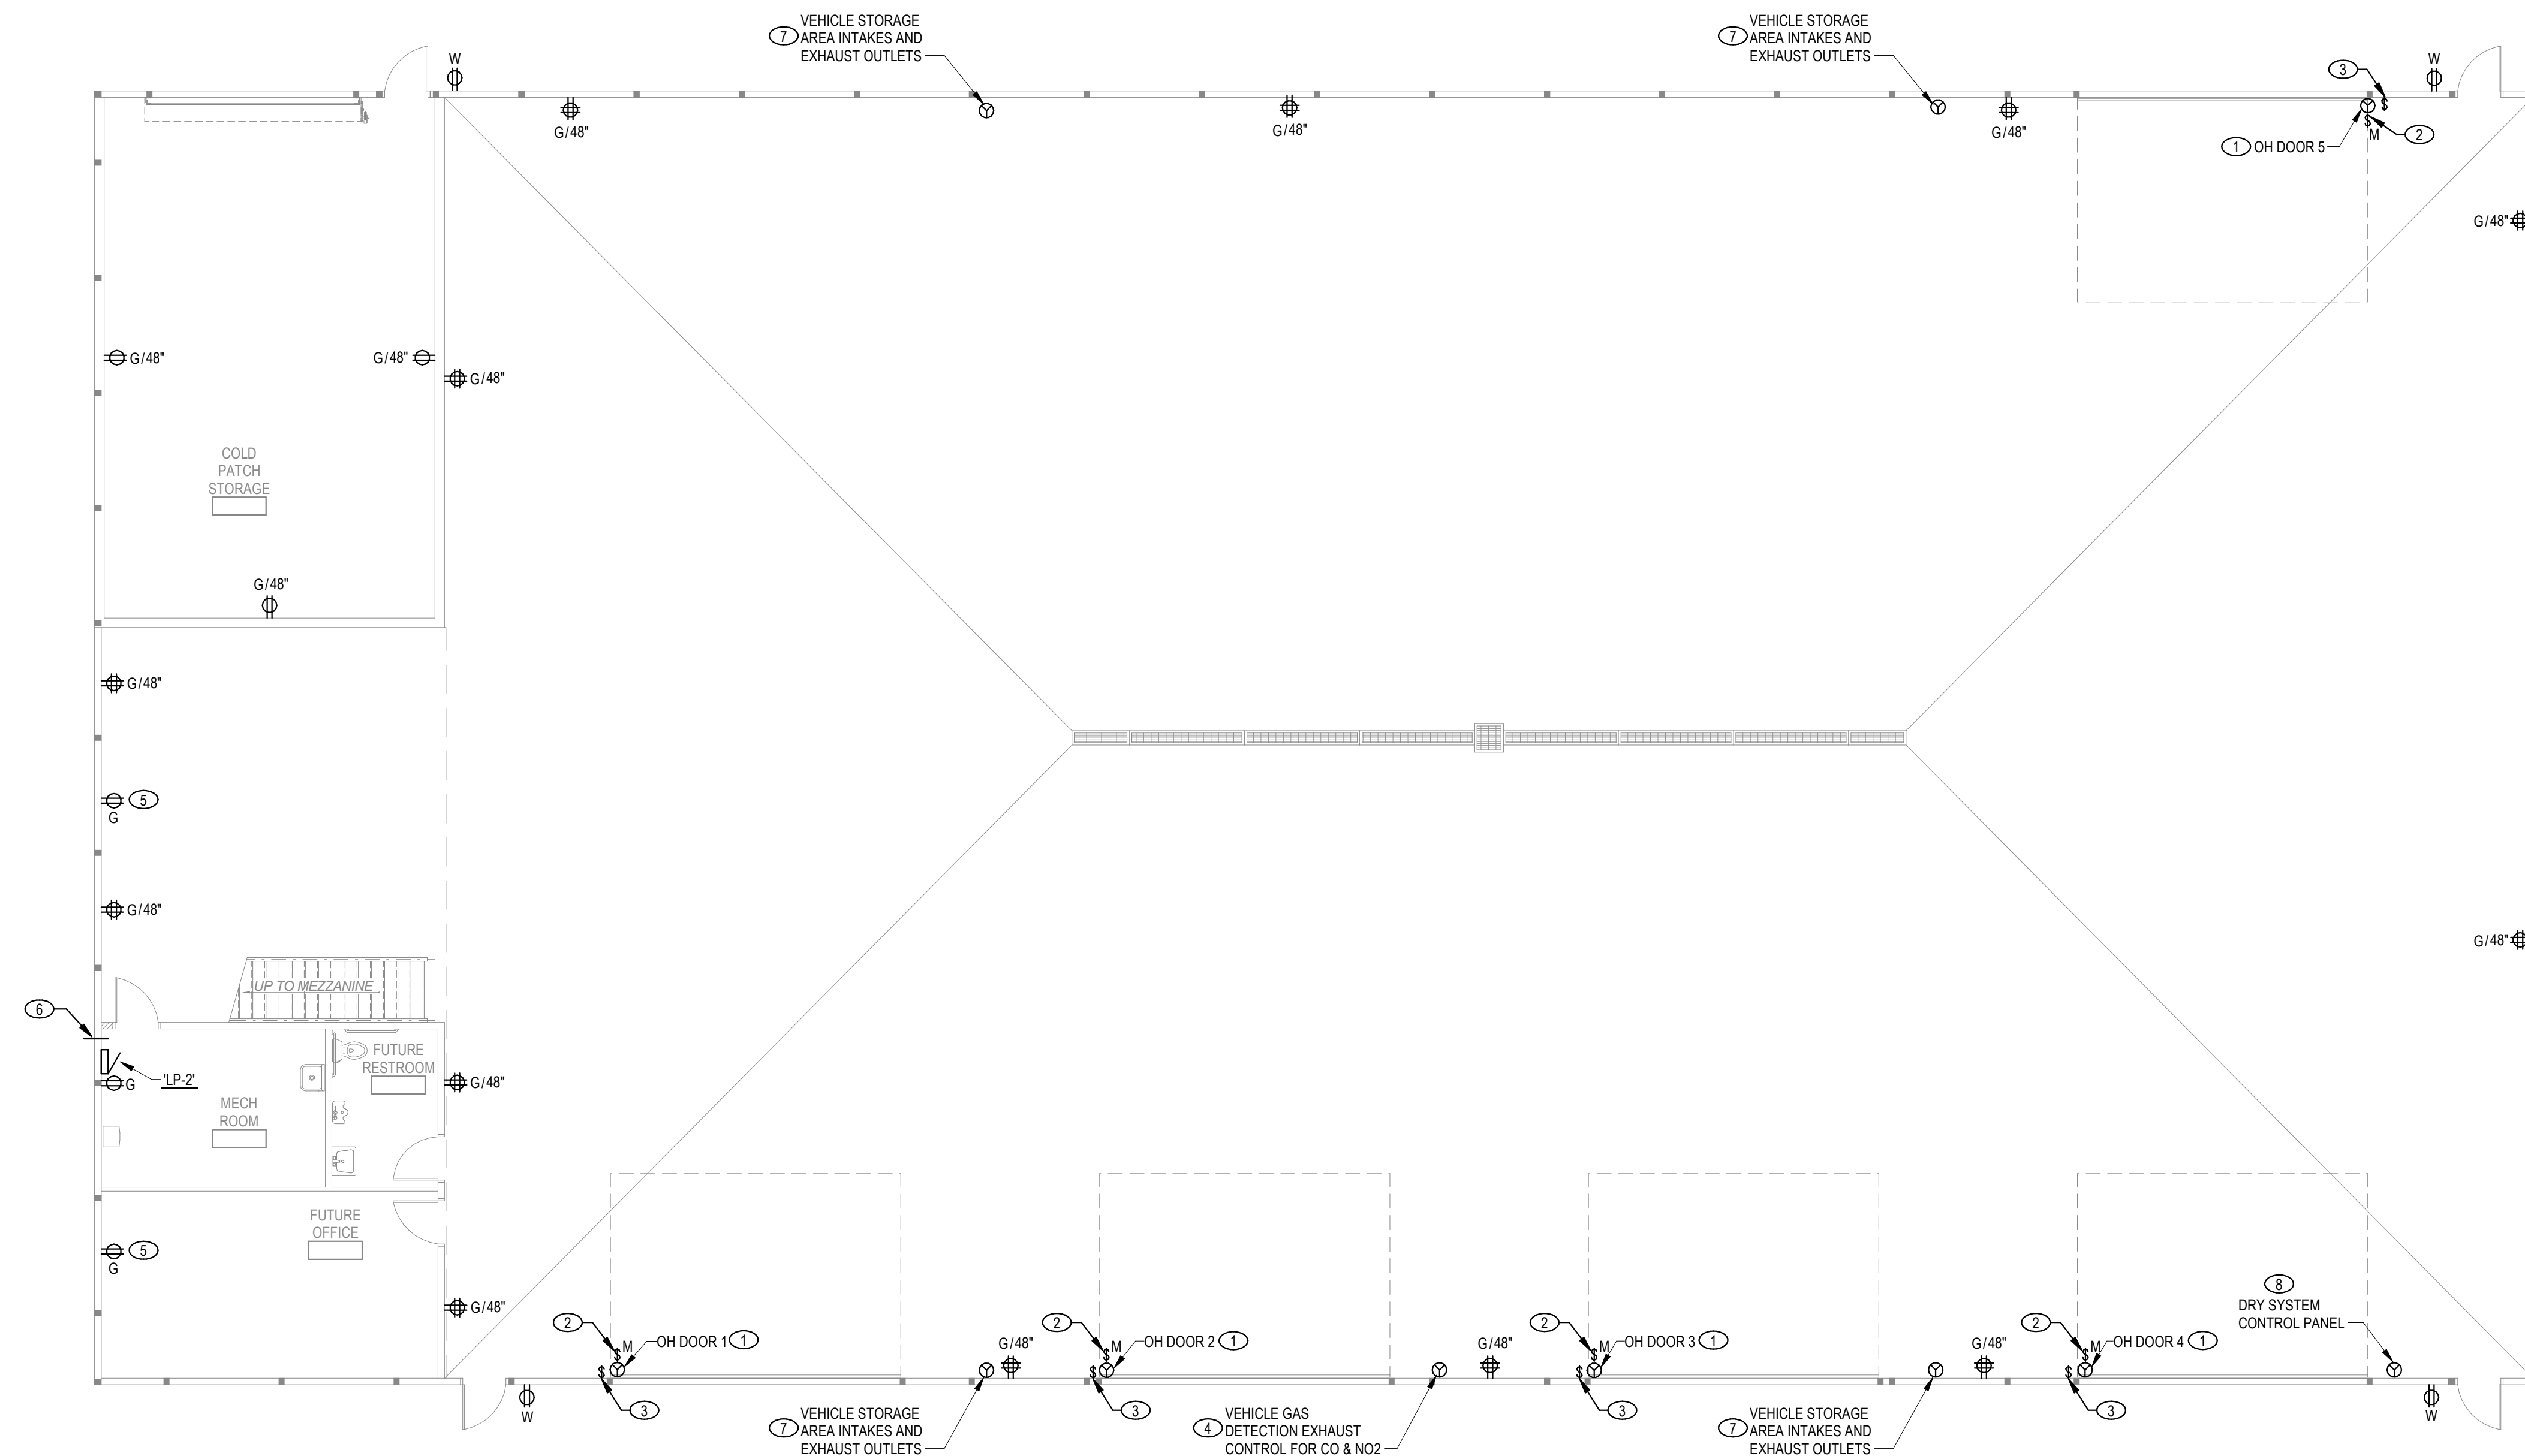 VEHICLE STORAGE
7 AREA INTAKES AND
EXHAUST OUTLETS
VEHICLE STORAGE
7 AREA INTAKES AND
EXHAUST OUTLETS
W
W
3
G/48"
G/48"
G/48"
$
$
M
2
1 OH DOOR 5
G/48"
G/48"
G/48"
G/48"
COLD
PATCH
STORAGE
G/48"
G/48"
5
G
G/48"
G/48"
UP TO MEZZANINE
6
'LP-2'
G
FUTURE
RESTROOM
G/48"
MECH
ROOM
FUTURE
OFFICE
5
G
G/48"
2
$ M
OH DOOR 1 1
$
3
G/48"
2
$ M
OH DOOR 2 1
$
3
G/48"
2
$ M
OH DOOR 3 1
$
3
G/48"
2
$ M
OH DOOR 4 1
$
3
8
DRY SYSTEM
CONTROL PANEL
W
W
VEHICLE STORAGE
7 AREA INTAKES AND
EXHAUST OUTLETS
VEHICLE GAS
4 DETECTION EXHAUST
CONTROL FOR CO & NO2
VEHICLE STORAGE
7 AREA INTAKES AND
EXHAUST OUTLETS